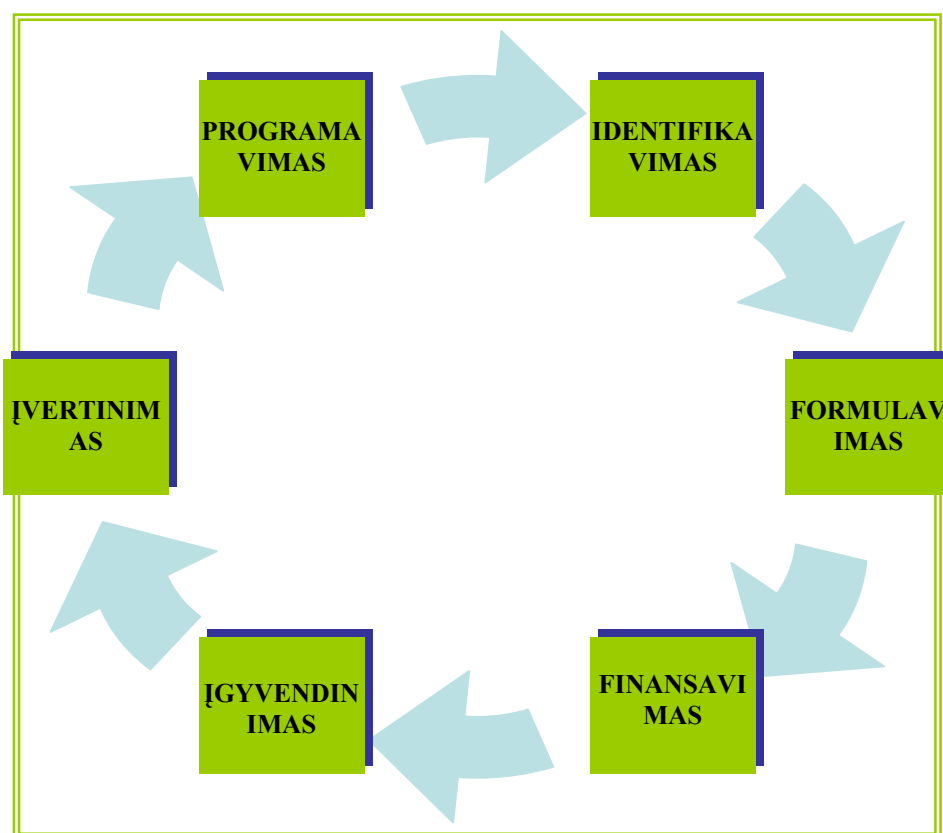 PROGRAMA
VIMAS
IDENTIFIKA
VIMAS
ĮVERTINIM
AS
FORMULAV
IMAS
ĮGYVENDIN
IMAS
FINANSAVI
MAS